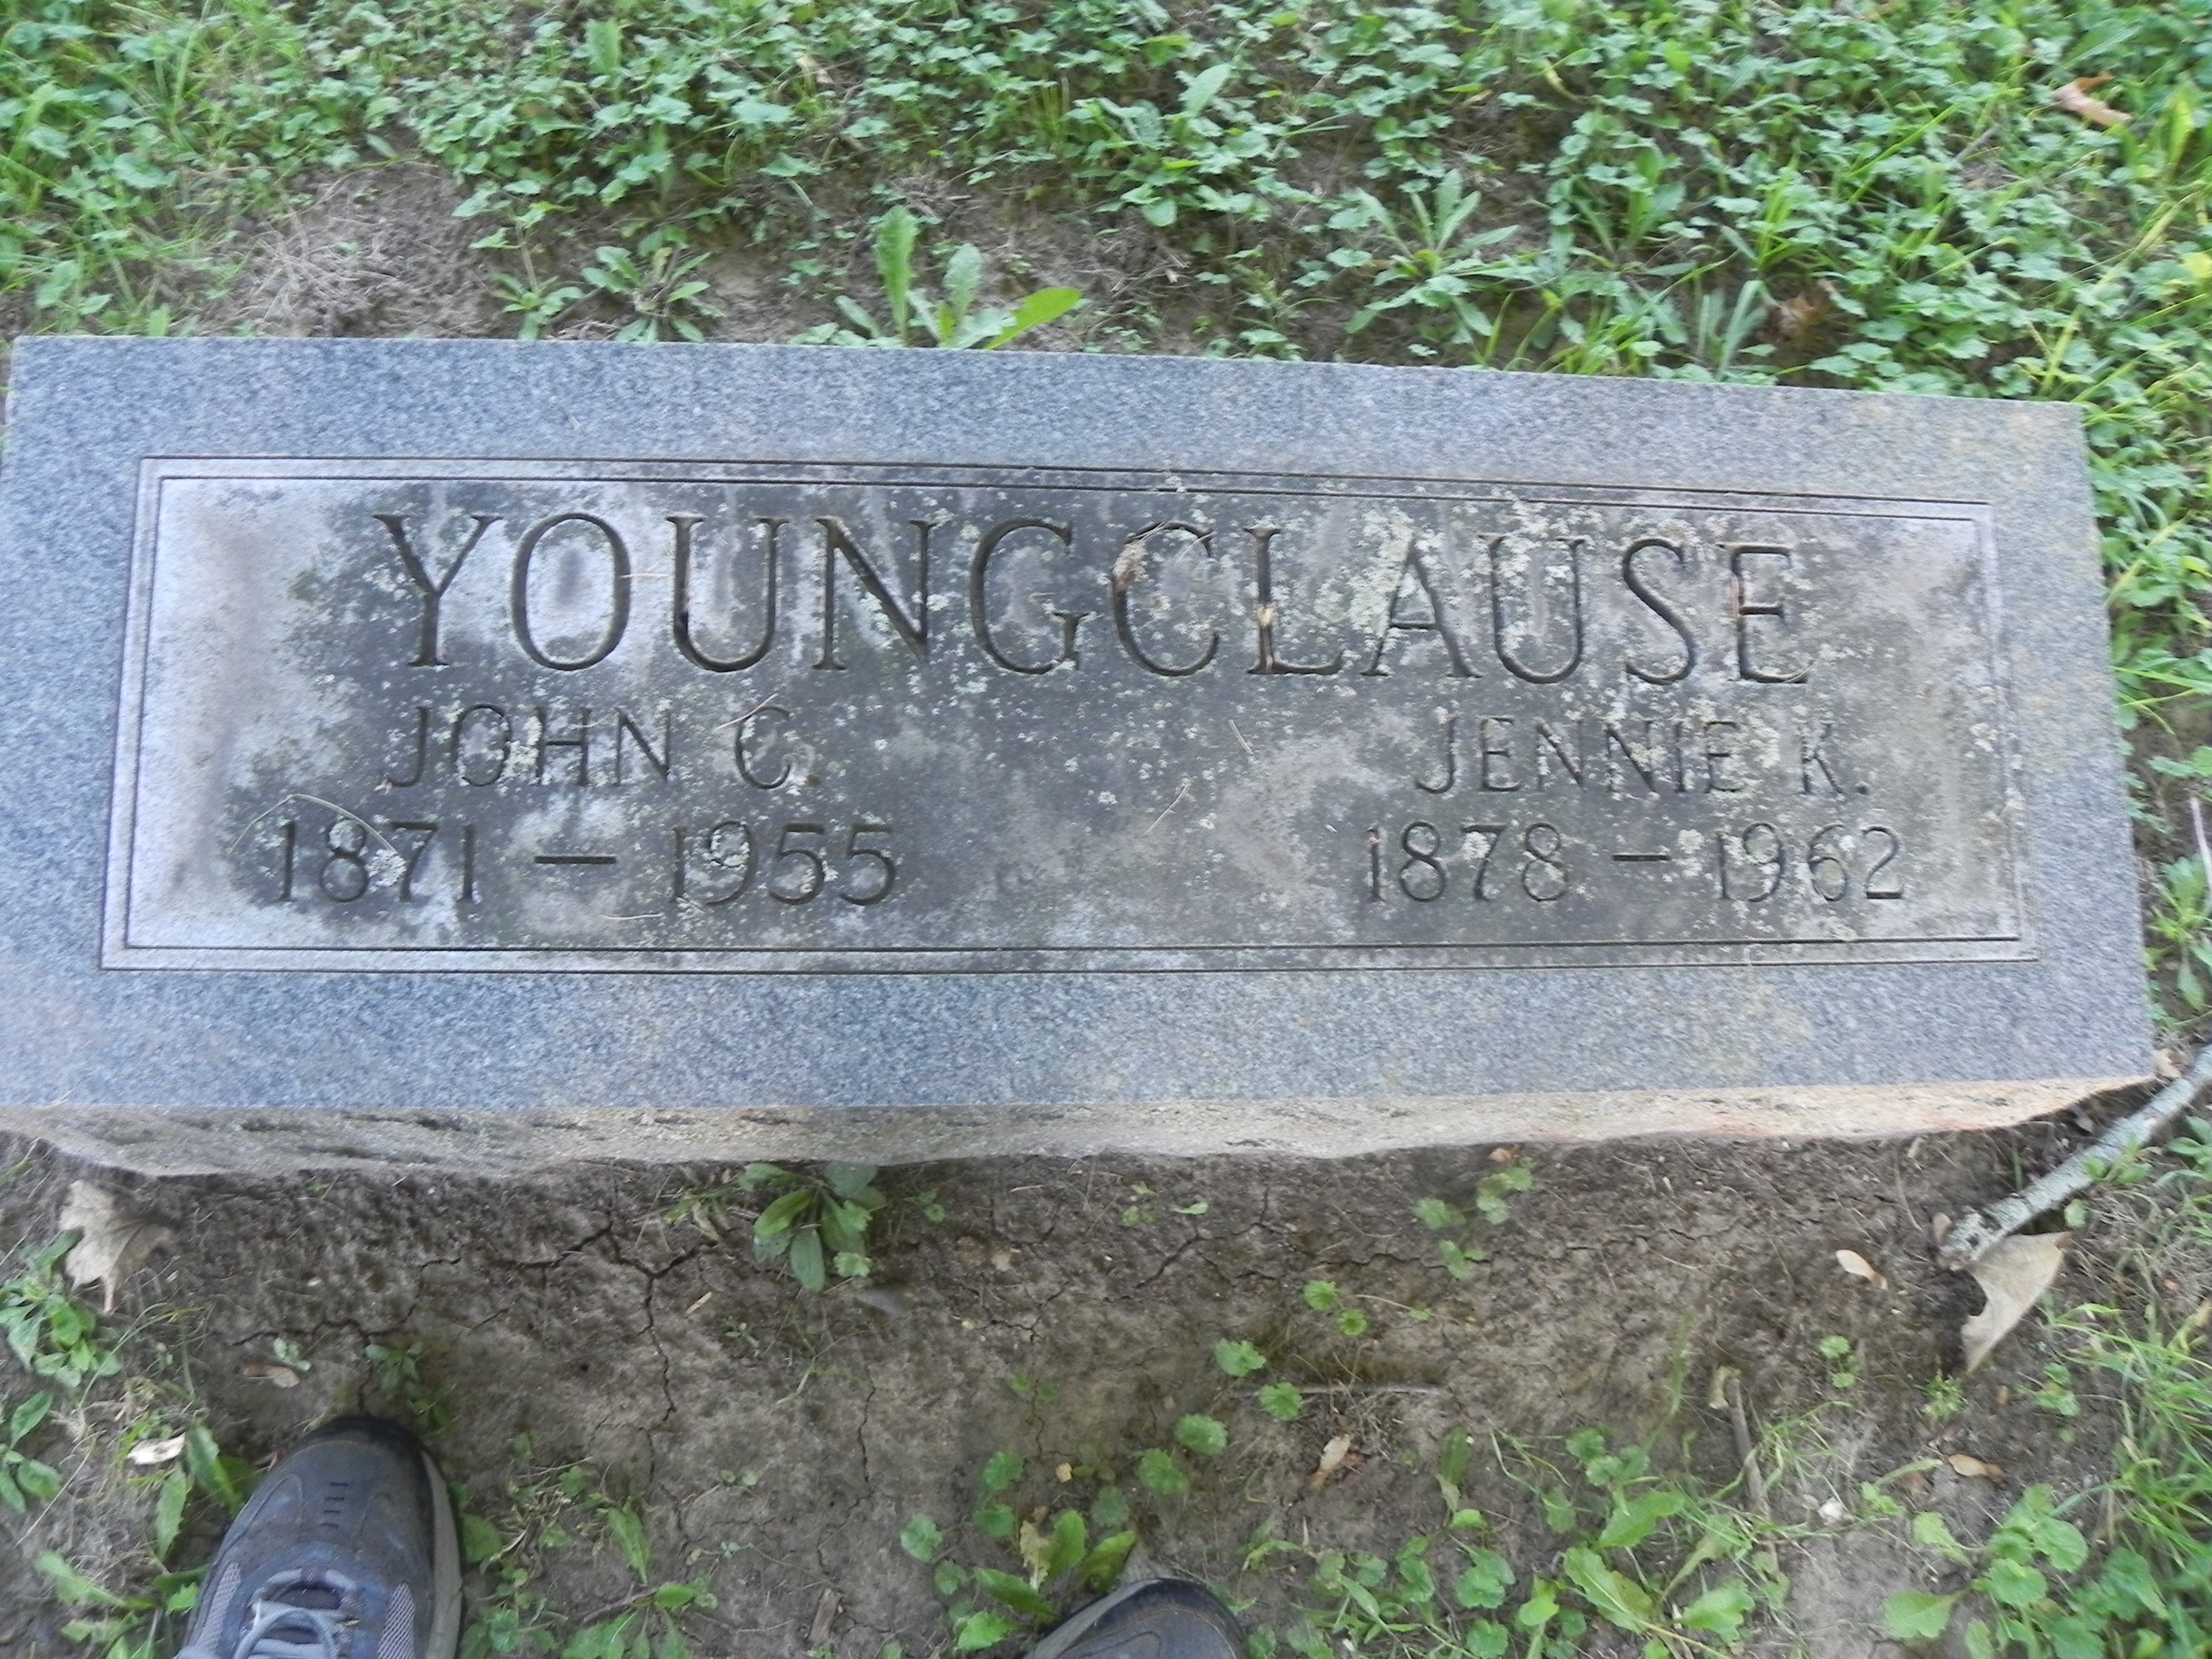 YOUNGCLAUSE
JOHN C. JENNIE K.
1871 — 1955 1878 — 1962